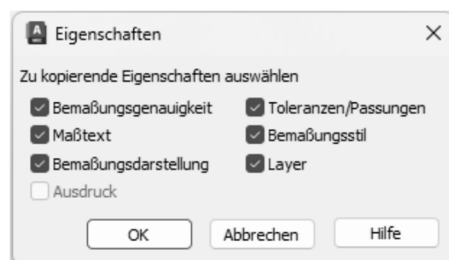 Eigenschaften
Zu kopierende Eigenschaften auswählen
Bemaßungsgenauigkeit Toleranzen/Passungen
Maßtext Bemaßungsstil
Bemaßungsdarstellung Layer
Ausdruck
OK Abbrechen Hilfe